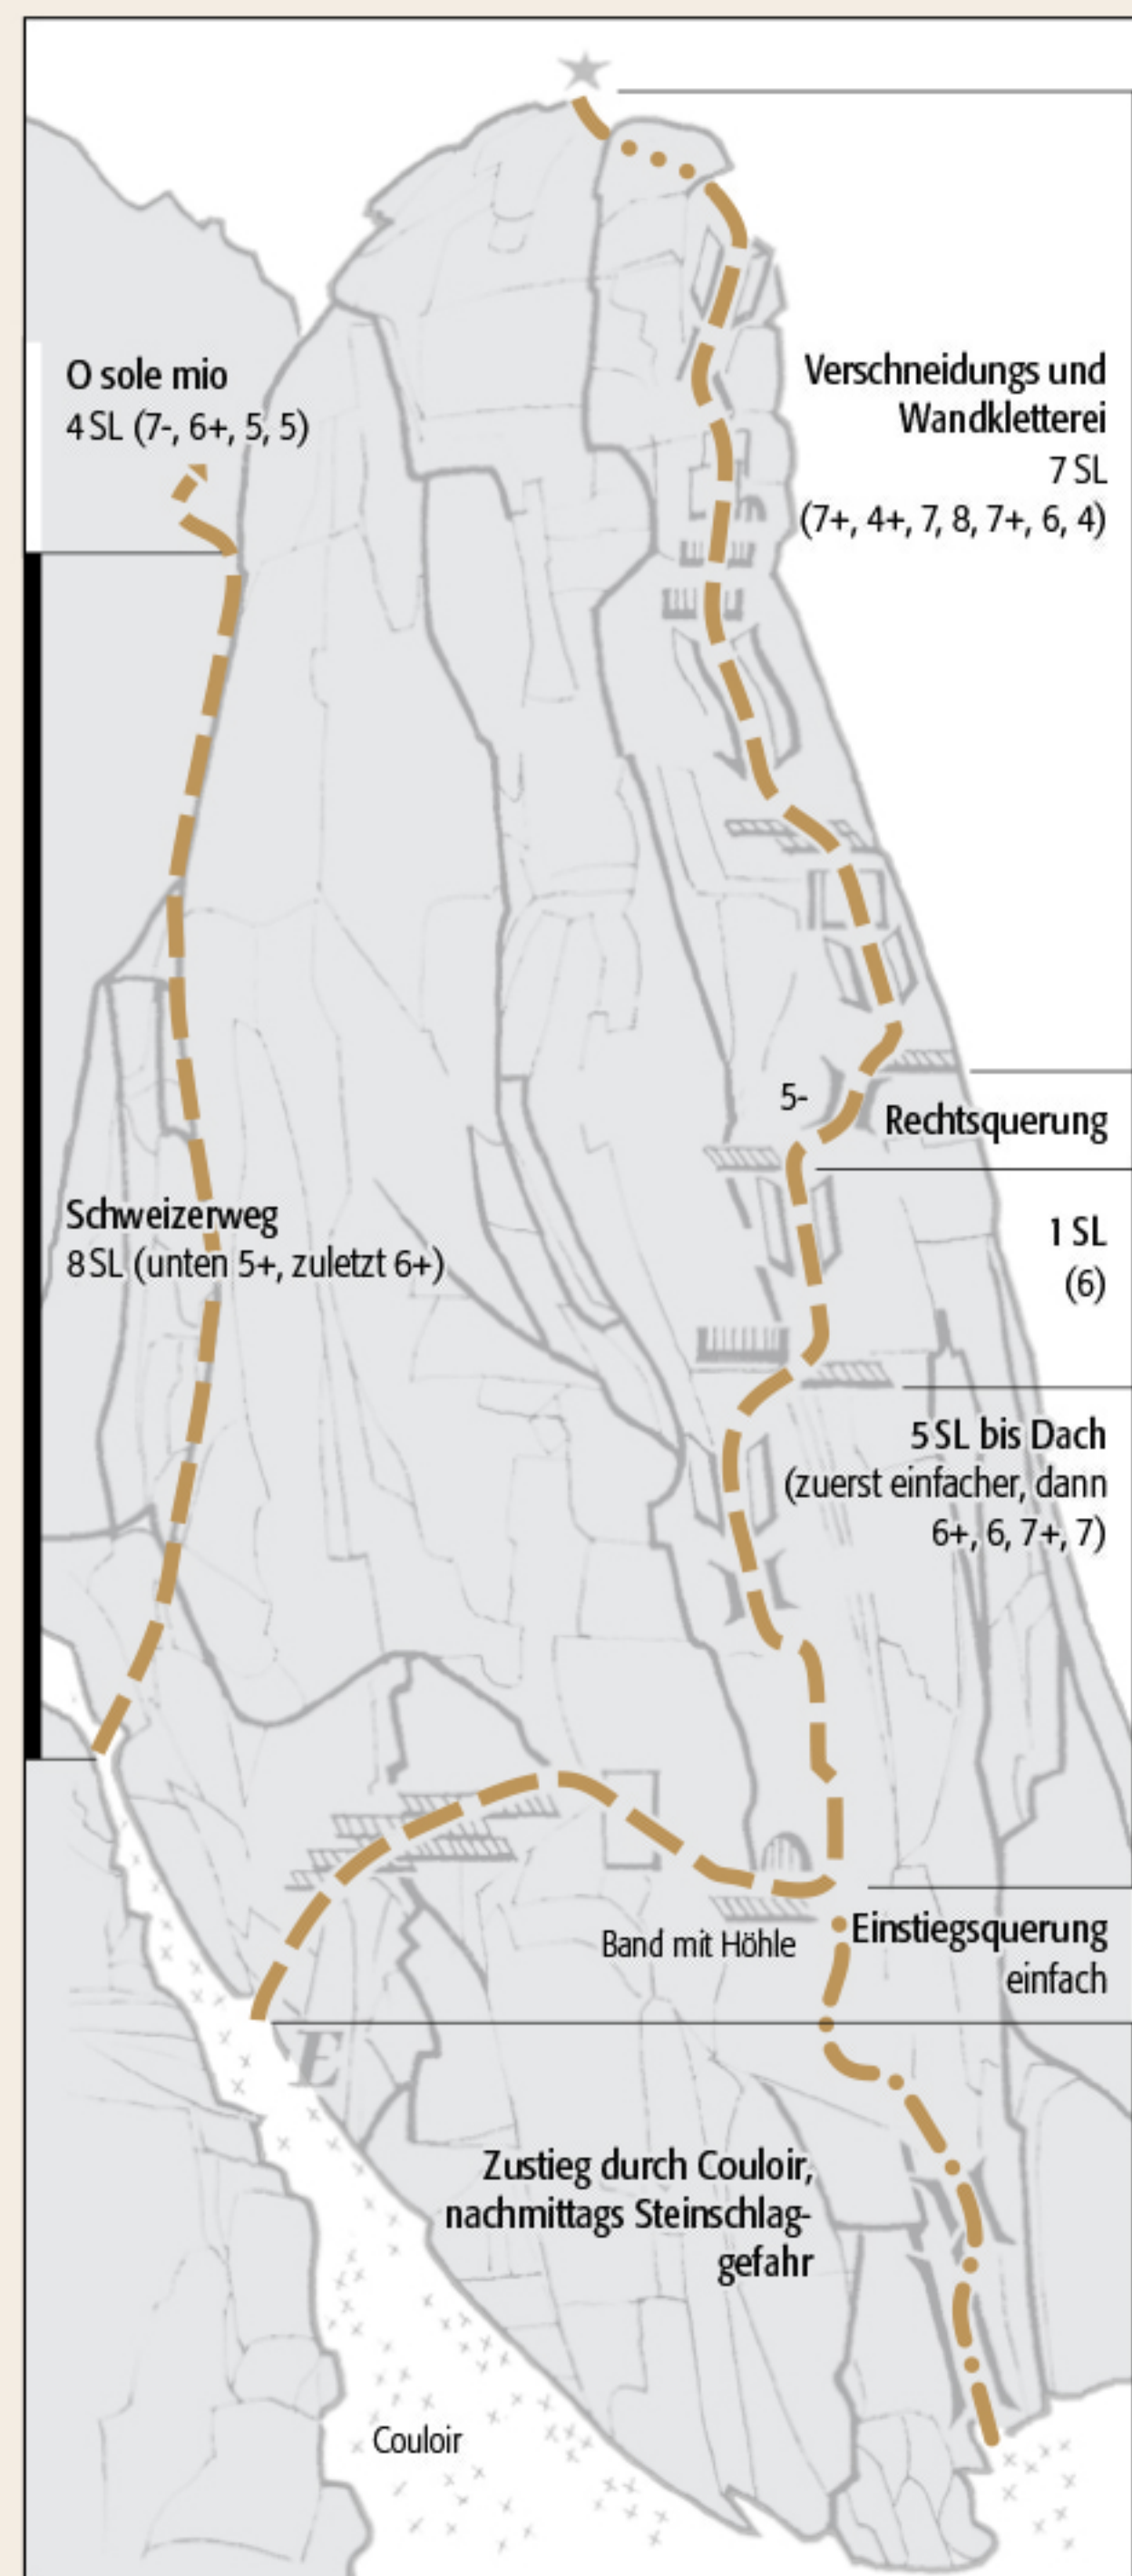 O sole mio
4 SL (7-, 6+, 5, 5)
Verschneidungs und
Wandkletterei
7 SL
(7+, 4+, 7, 8, 7+, 6, 4)
5-
Rechtsquerung
Schweizerweg
8 SL (unten 5+, zuletzt 6+)
1 SL
(6)
5 SL bis Dach
(zuerst einfacher, dann
6+, 6, 7+, 7)
Band mit Höhle
Einstiegsquerung
einfach
E
Zustieg durch Couloir,
nachmittags Steinschlag-
gefahr
Couloir